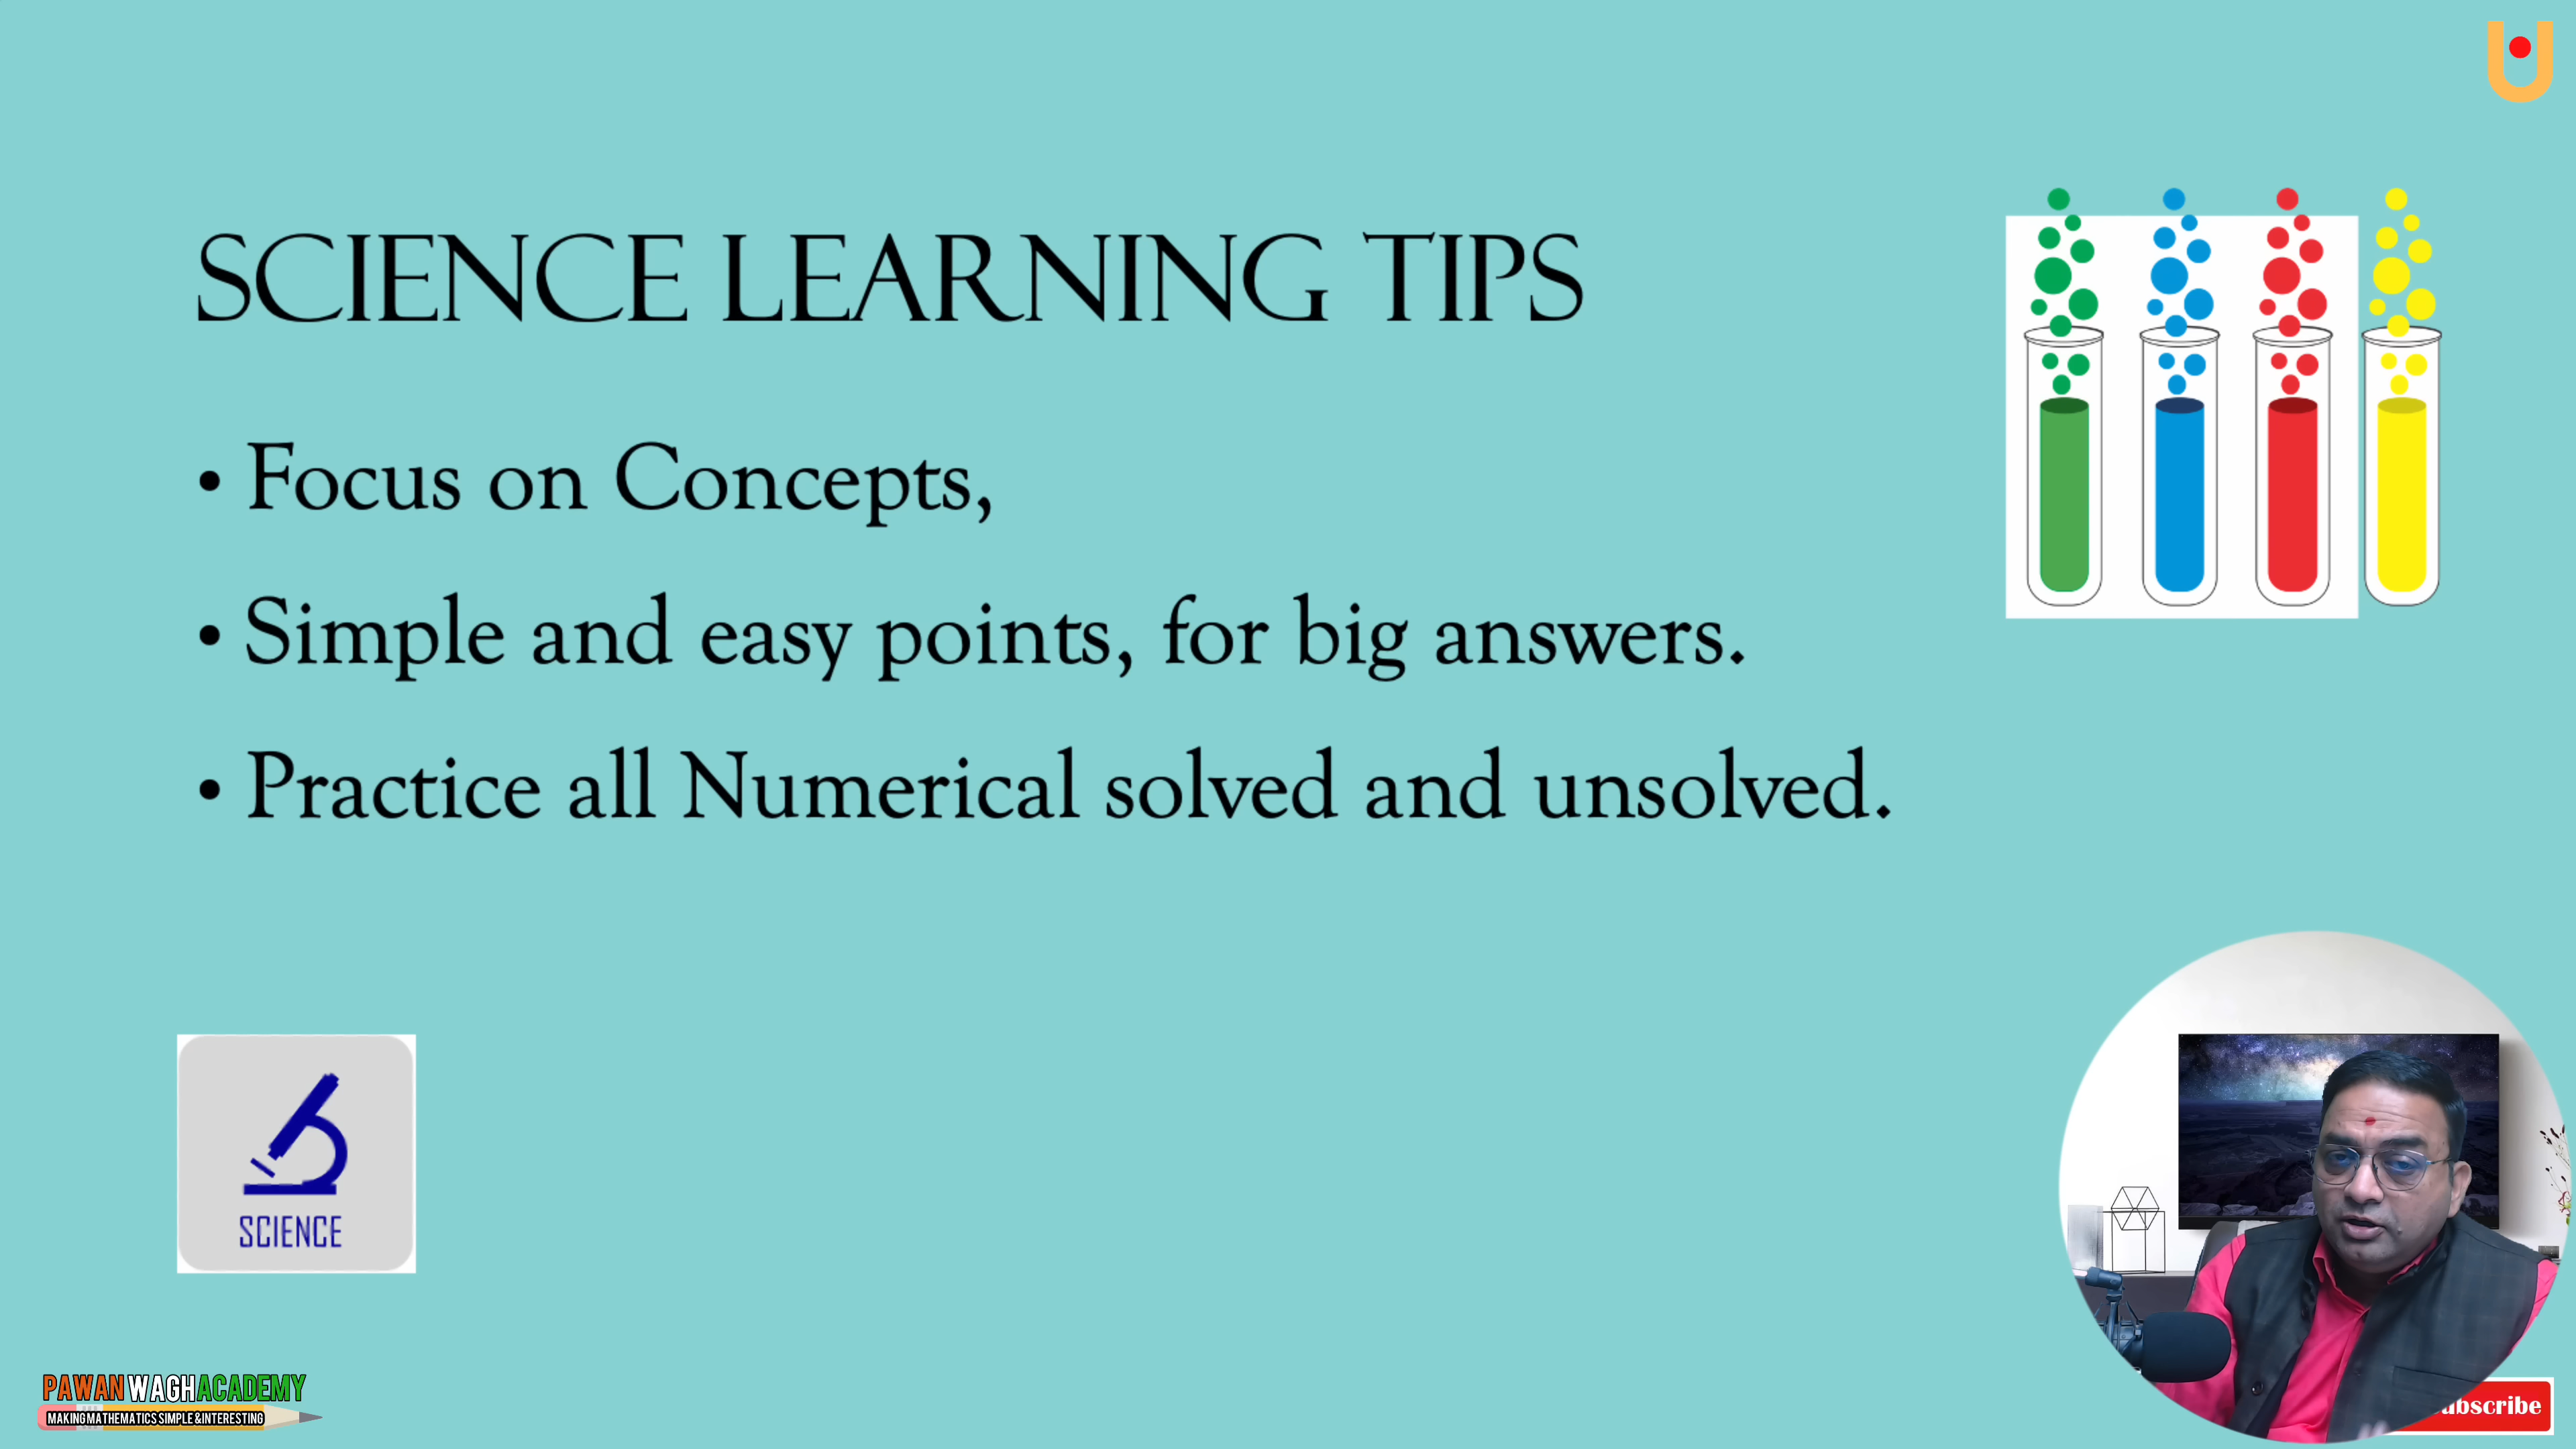 SCIENCE LEARNING TIPS
• Focus on Concepts,
• Simple and easy points, for big answers.
• Practice all Numerical solved and unsolved.
SCIENCE
PAWAN WAGH ACADEMY
MAKING MATHEMATICS SIMPLE & INTERESTING
ubscribe